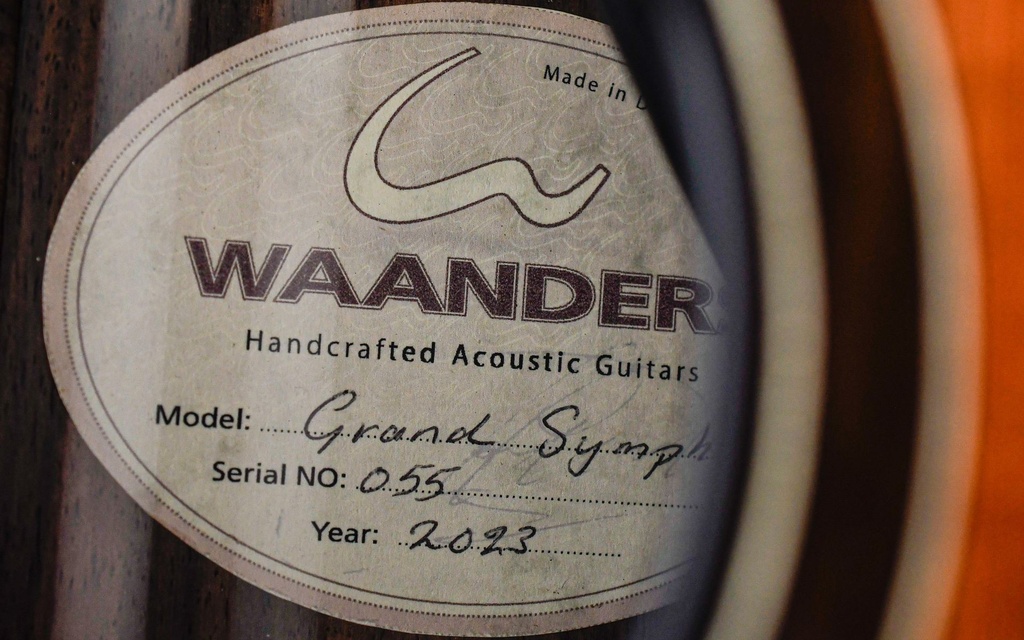 Made in D
WAANDER
Handcrafted Acoustic Guitars
Model: Grand Symph
Serial NO: 055
Year: 2023